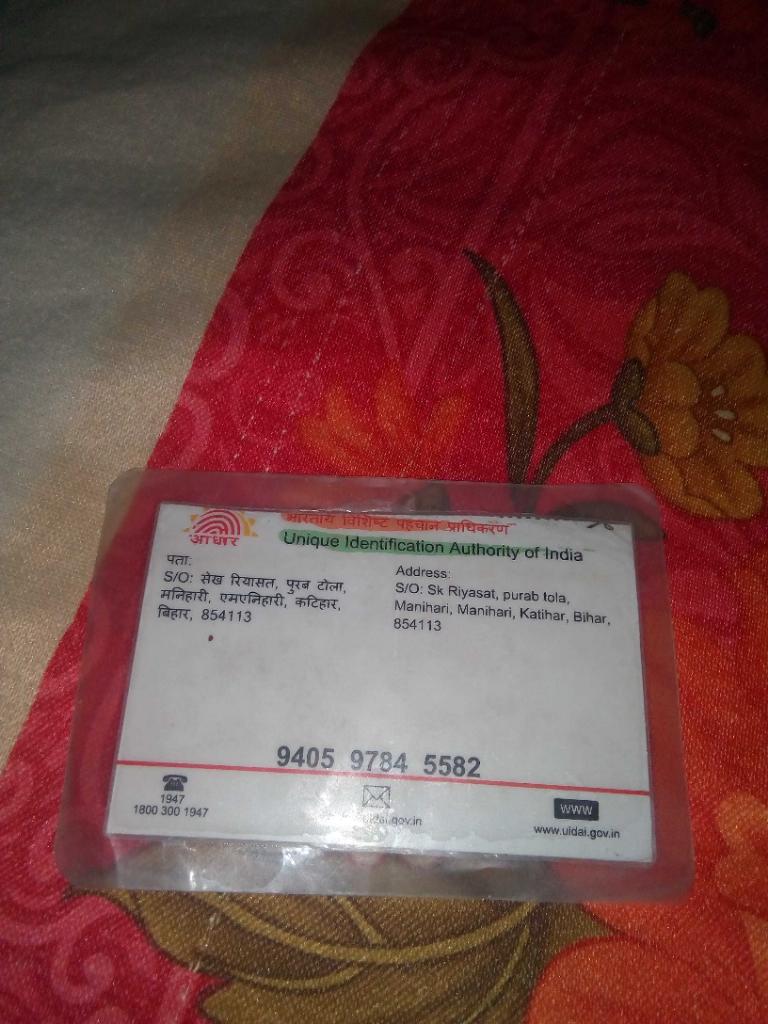 भारतीय विशिष्ट पहचान प्राधिकरण
आधार
Unique Identification Authority of India
पता:
S/O: सेख रियासत, पुरब टोला,
मनिहारी, एमएनिहारी, कटिहार,
बिहार, 854113
Address:
S/O: Sk Riyasat, purab tola,
Manihari, Manihari, Katihar, Bihar,
854113
9405 9784 5582
1947
1800 300 1947
uidai.gov.in
WWW
www.uidai.gov.in